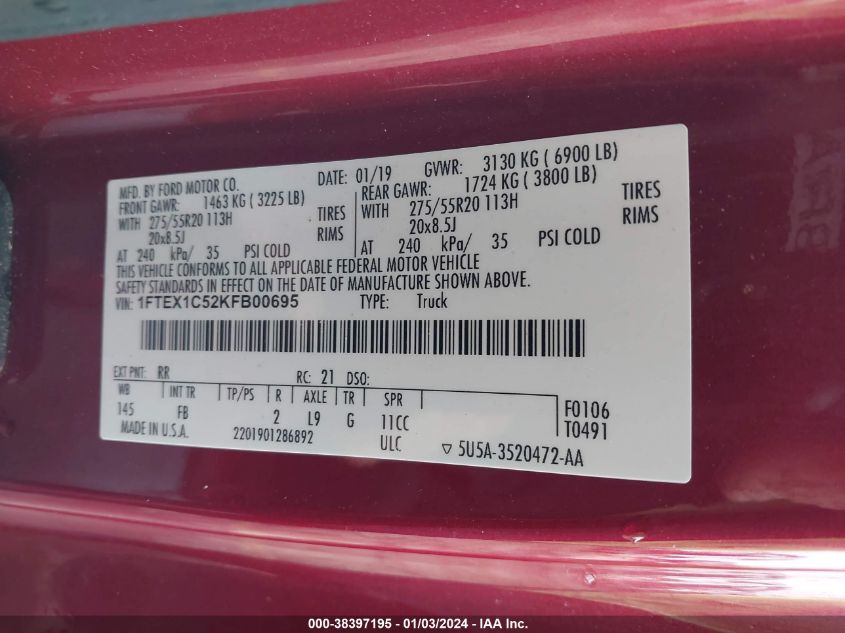 MFD. BY FORD MOTOR CO. DATE: 01/19 GVWR: 3130 KG ( 6900 LB)
FRONT GAWR: 1463 KG ( 3225 LB) REAR GAWR: 1724 KG ( 3800 LB)
WITH 275/55R20 113H TIRES WITH 275/55R20 113H TIRES
20x8.5J RIMS 20x8.5J RIMS
AT 240 kPa/ 35 PSI COLD AT 240 kPa/ 35 PSI COLD
THIS VEHICLE CONFORMS TO ALL APPLICABLE FEDERAL MOTOR VEHICLE
SAFETY STANDARDS IN EFFECT ON THE DATE OF MANUFACTURE SHOWN ABOVE.
VIN: 1FTEX1C52KFB00695 TYPE: Truck
EXT PNT: RR RC: 21 DSO:
WB INT TR TP/PS R AXLE TR SPR
145 FB 2 L9 G 11CC F0106
MADE IN U.S.A. 2201901286892 ULC T0491
▽ 5U5A-3520472-AA
000-38397195 - 01/03/2024 - IAA Inc.